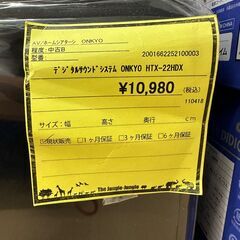 AV/ホームシアターシ ONKYO
程度:中古B
型番:
2001662252100003
デジタルサウンドシステム ONKYO HTX-22HDX
¥10,980(税込)
110418
サイズ:幅 高さ 奥行 cm
☑現状販売 □1ヶ月保証 □3ヶ月保証 □6ヶ月保証
The Jungle-Jungle